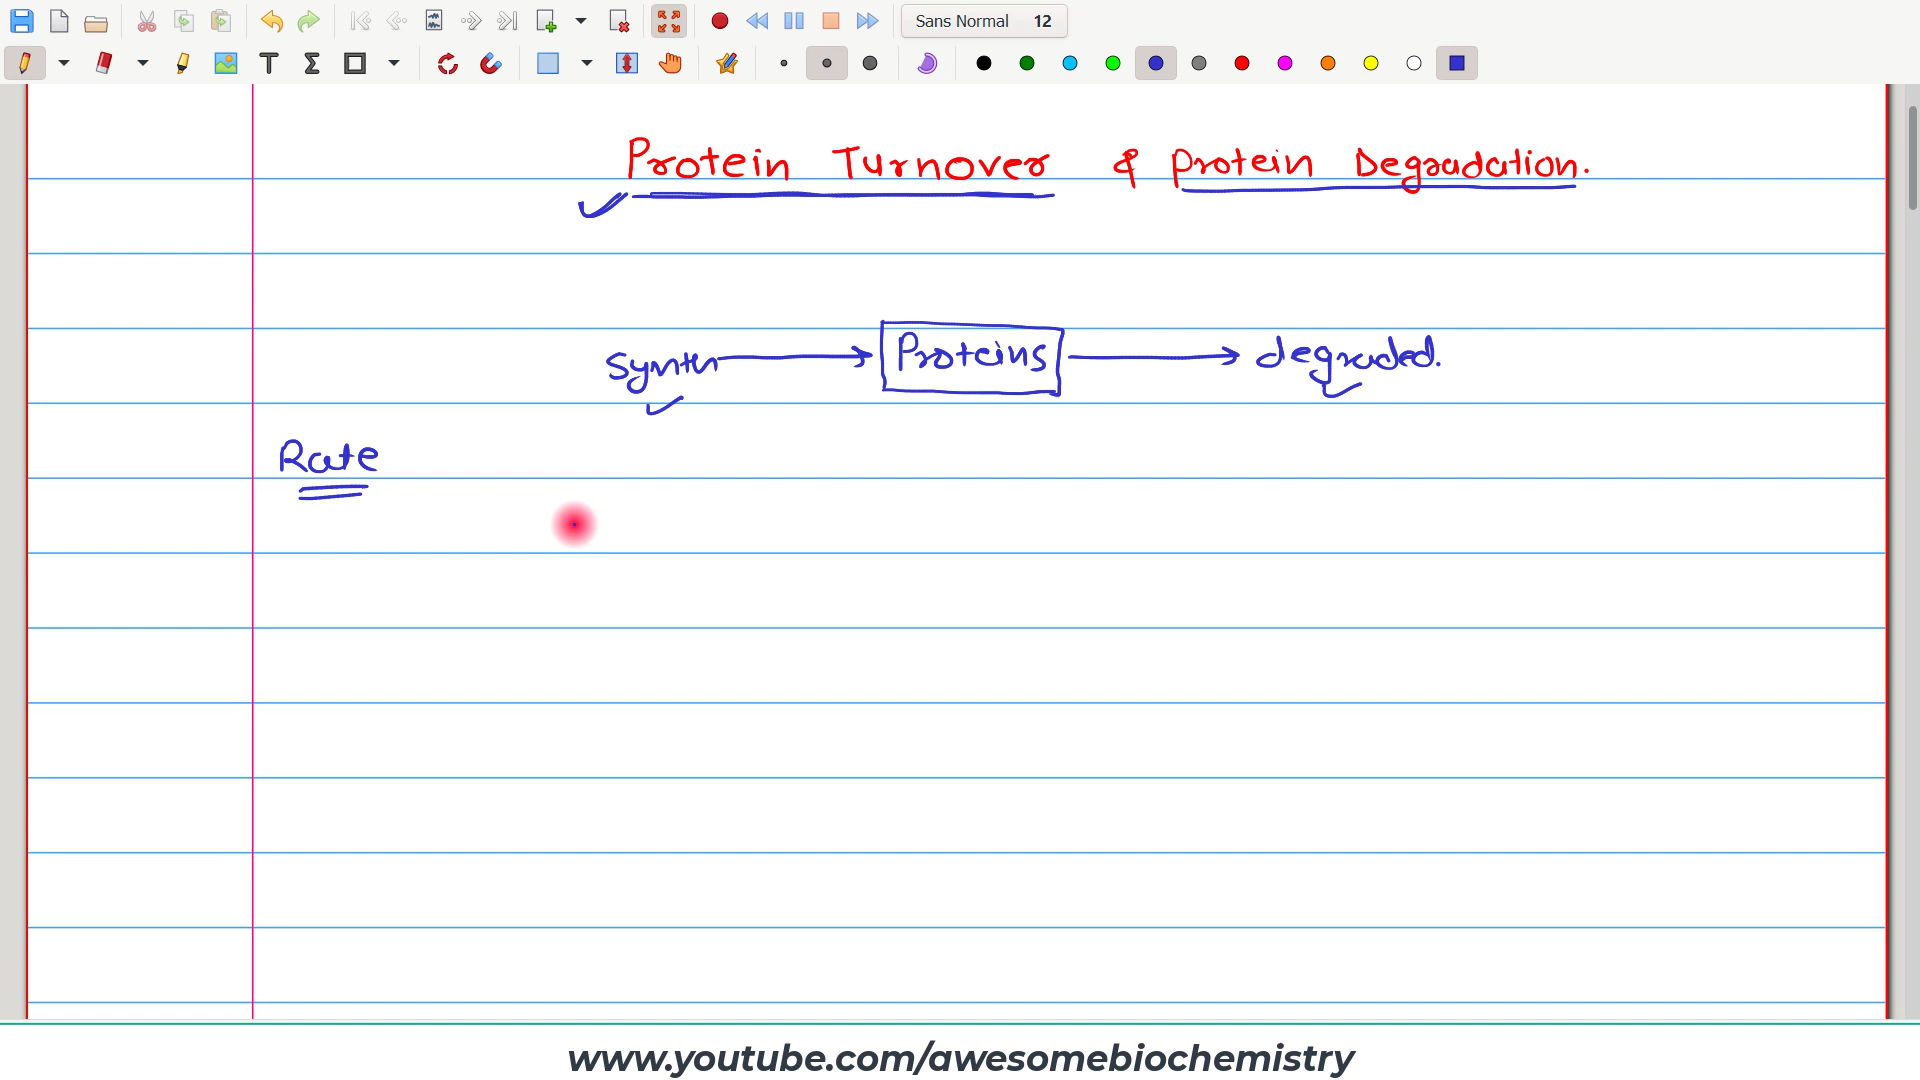 Sans Normal 12
Protein Turnover & Protein Degradation.
Synth → Proteins → degraded.
Rate
www.youtube.com/awesomebiochemistry